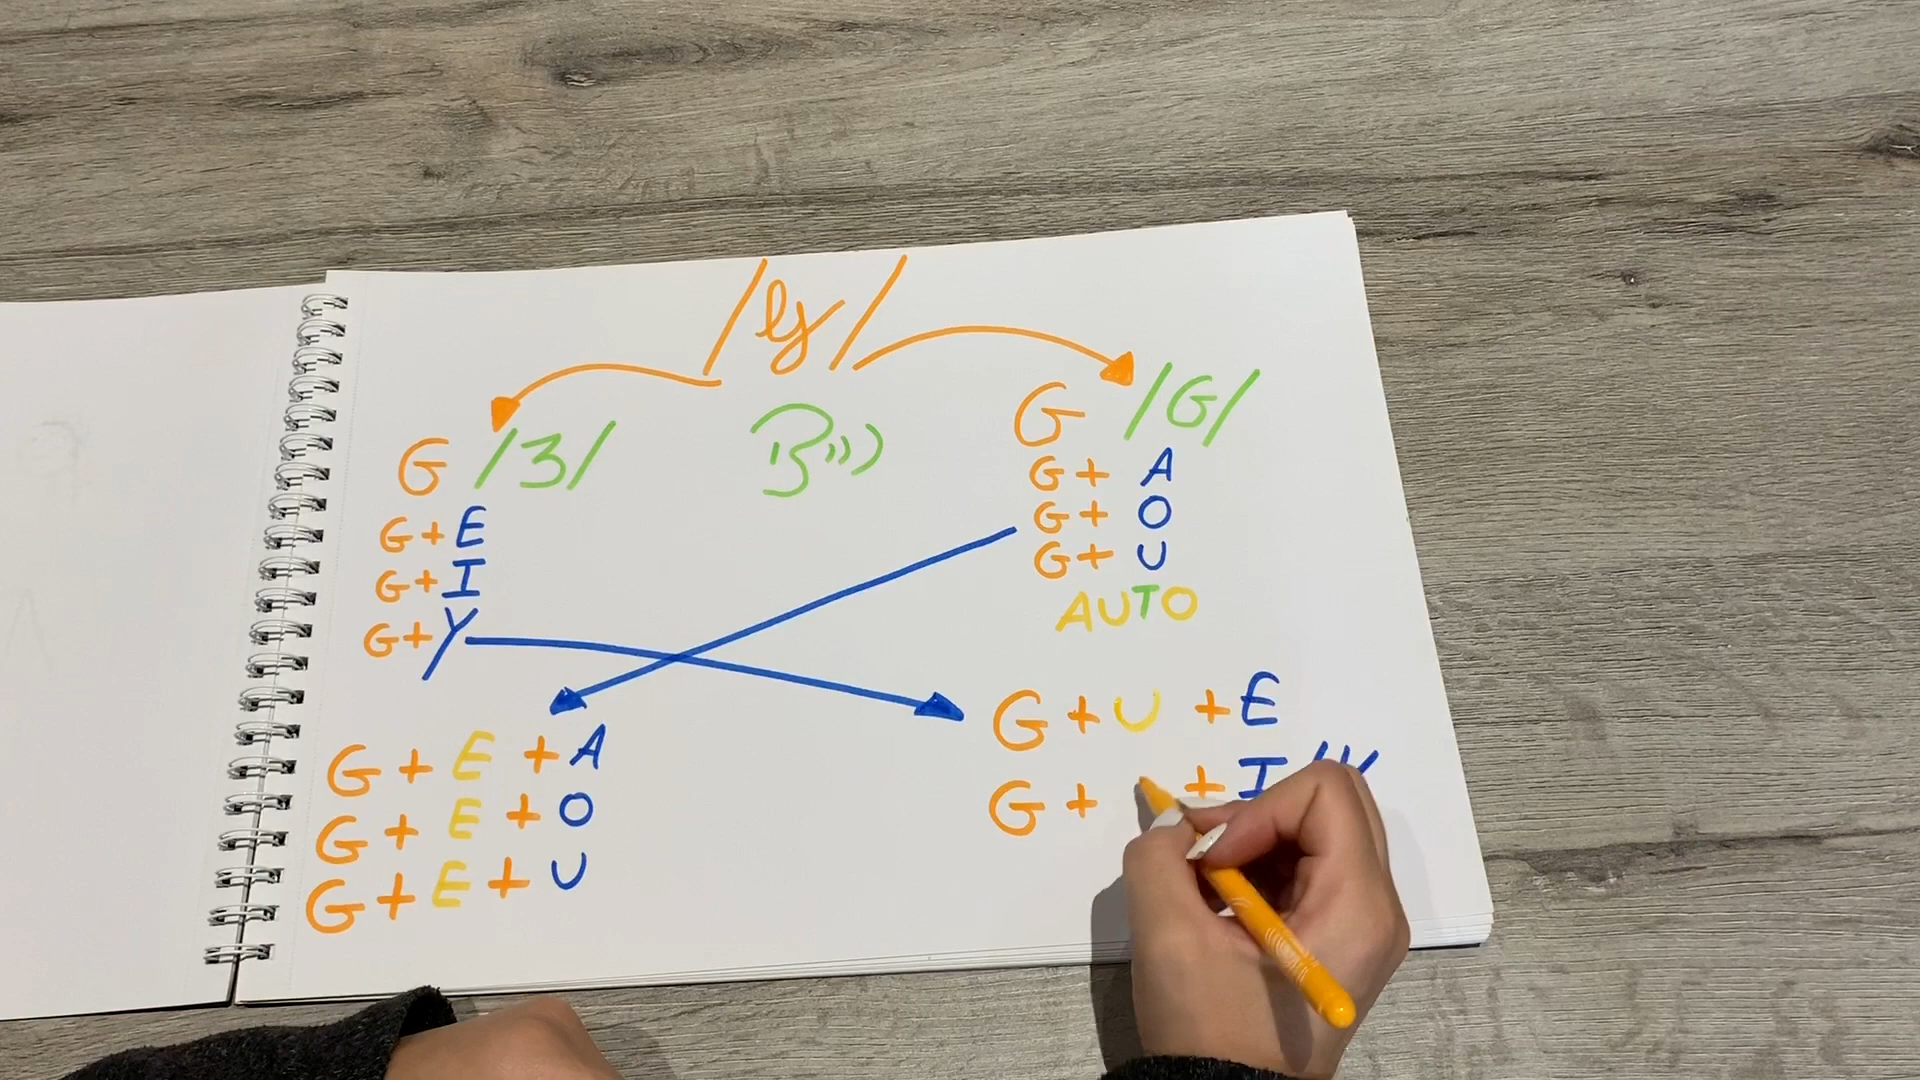 G /ʒ/
G+E
G+I
G+Y
G /G/
G+ A
G+ O
G+ U
AUTO
G + E + A
G + E + O
G + E + U
G + U + E
G + + I